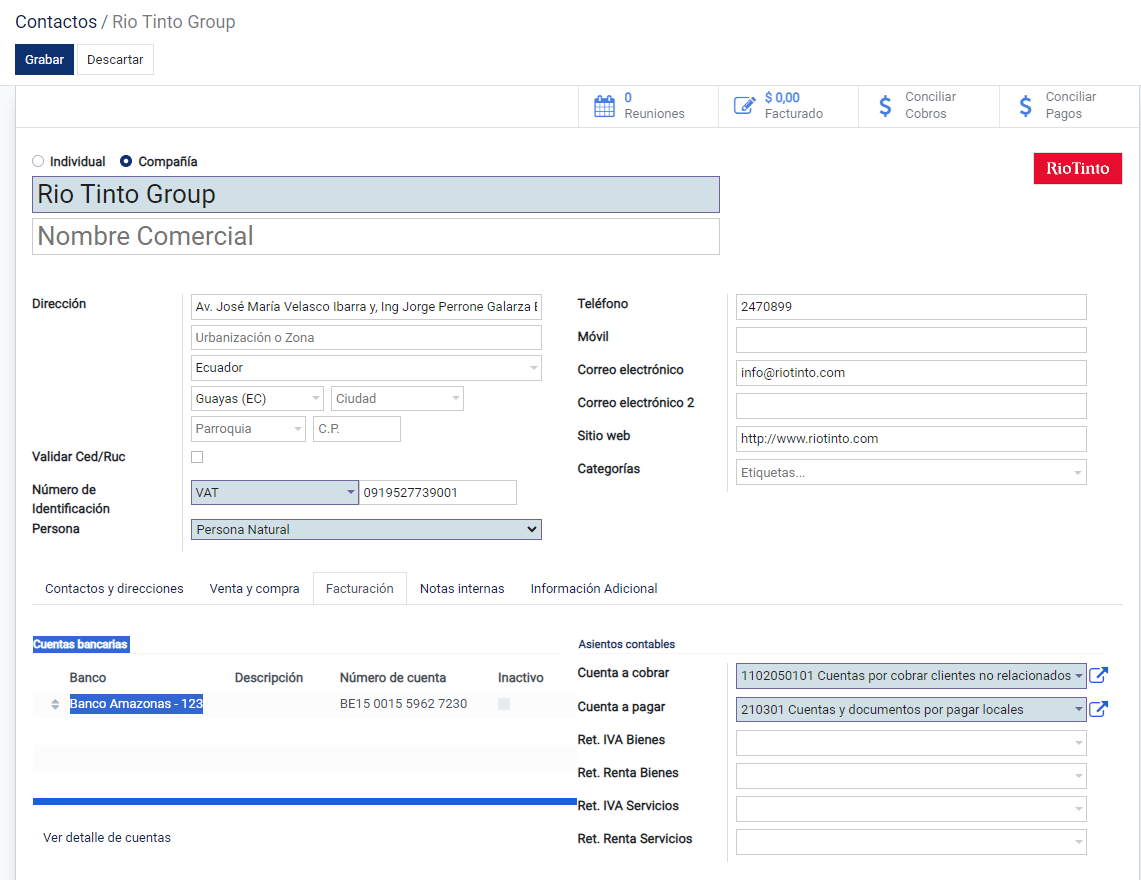 Contactos / Rio Tinto Group
Grabar Descartar
0
Reuniones
$ 0,00
Facturado
$ Conciliar
Cobros
$ Conciliar
Pagos
Individual Compañía
RioTinto
Rio Tinto Group
Nombre Comercial
Dirección
Av. José María Velasco Ibarra y, Ing Jorge Perrone Galarza
Urbanización o Zona
Ecuador
Guayas (EC) Ciudad
Parroquia C.P.
Validar Ced/Ruc
Número de
Identificación
VAT 0919527739001
Persona
Persona Natural
Teléfono
2470899
Móvil
Correo electrónico
info@riotinto.com
Correo electrónico 2
Sitio web
http://www.riotinto.com
Categorías
Etiquetas...
Contactos y direcciones Venta y compra Facturación Notas internas Información Adicional
Cuentas bancarias
Banco Descripción Número de cuenta Inactivo
Banco Amazonas - 123 BE15 0015 5962 7230
Ver detalle de cuentas
Asientos contables
Cuenta a cobrar
1102050101 Cuentas por cobrar clientes no relacionados
Cuenta a pagar
210301 Cuentas y documentos por pagar locales
Ret. IVA Bienes
Ret. Renta Bienes
Ret. IVA Servicios
Ret. Renta Servicios